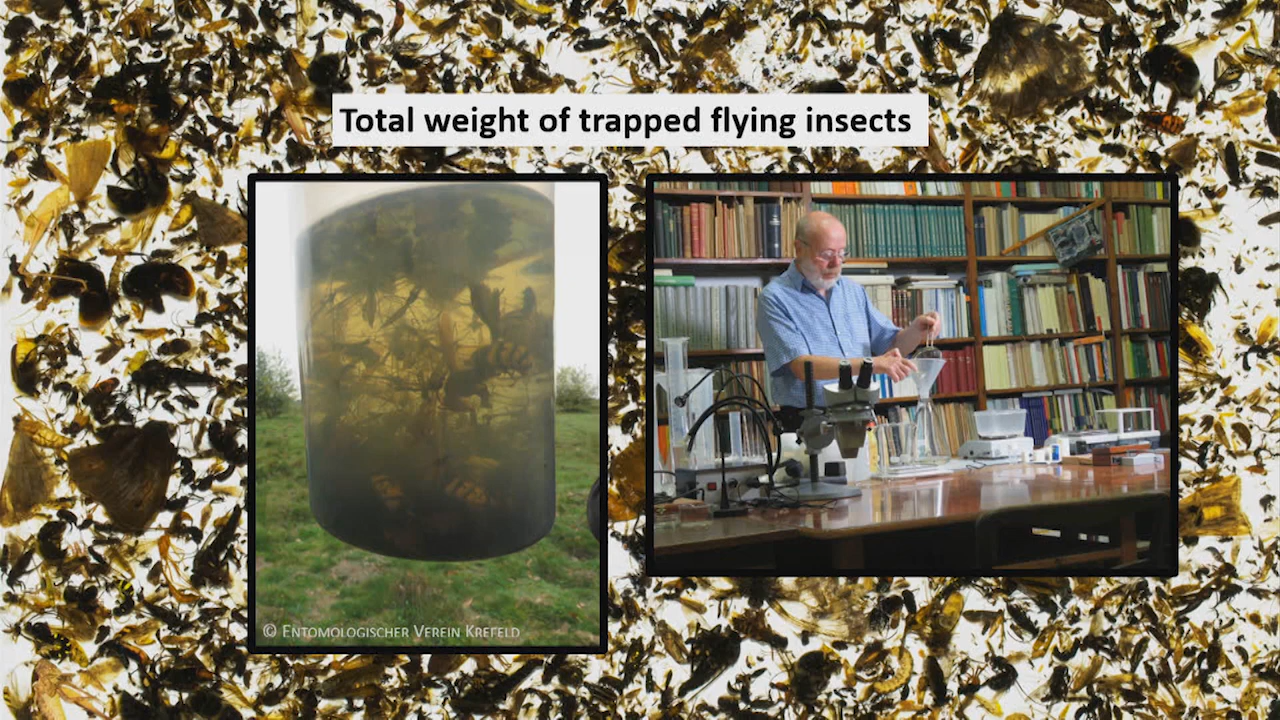 Total weight of trapped flying insects
© Entomologischer Verein Krefeld